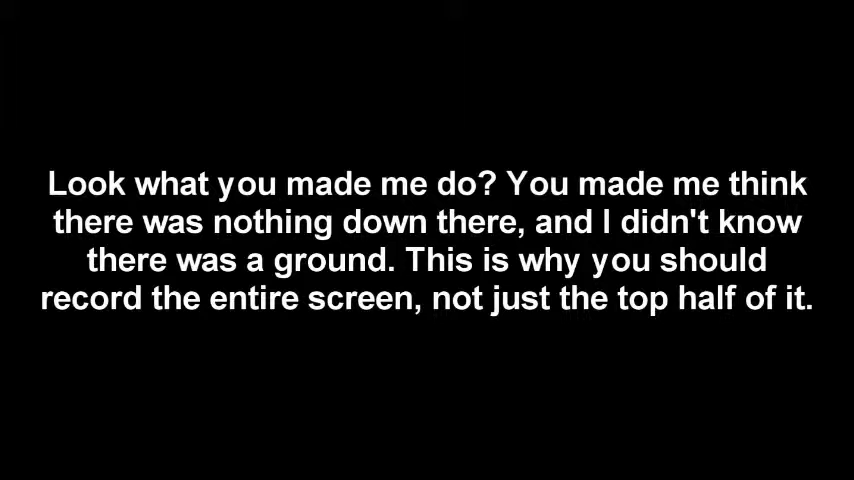 Look what you made me do? You made me think
there was nothing down there, and I didn't know
there was a ground. This is why you should
record the entire screen, not just the top half of it.